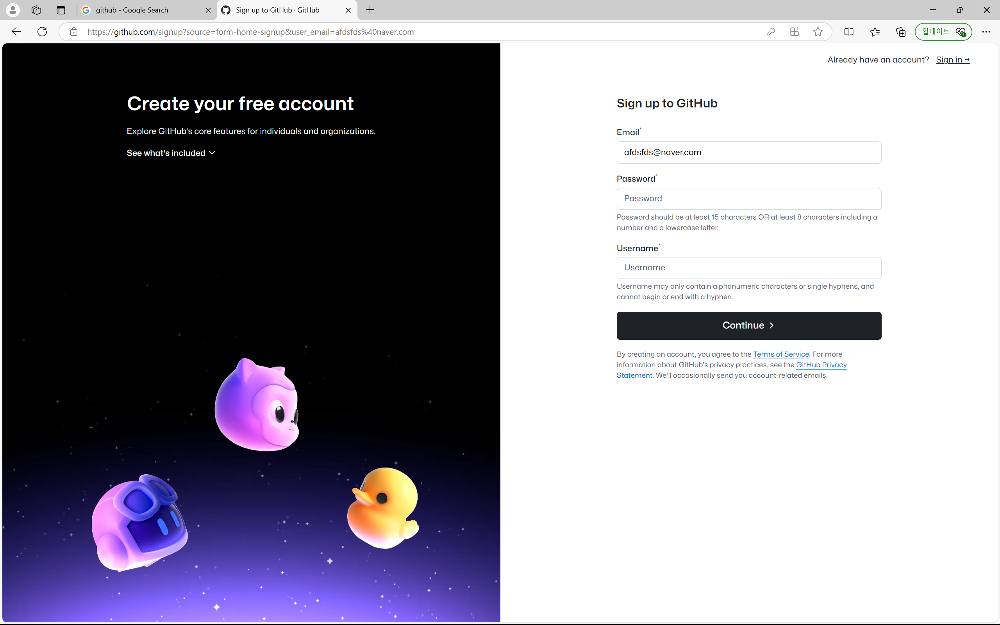 github - Google Search
Sign up to GitHub · GitHub
https://github.com/signup?source=form-home-signup&user_email=afdsfds%40naver.com
업데이트
Already have an account? Sign in →
Create your free account
Explore GitHub's core features for individuals and organizations.
See what's included
Sign up to GitHub
Email*
afdsfds@naver.com
Password*
Password
Password should be at least 15 characters OR at least 8 characters including a
number and a lowercase letter.
Username*
Username
Username may only contain alphanumeric characters or single hyphens, and
cannot begin or end with a hyphen.
Continue
By creating an account, you agree to the Terms of Service. For more
information about GitHub's privacy practices, see the GitHub Privacy
Statement. We'll occasionally send you account-related emails.